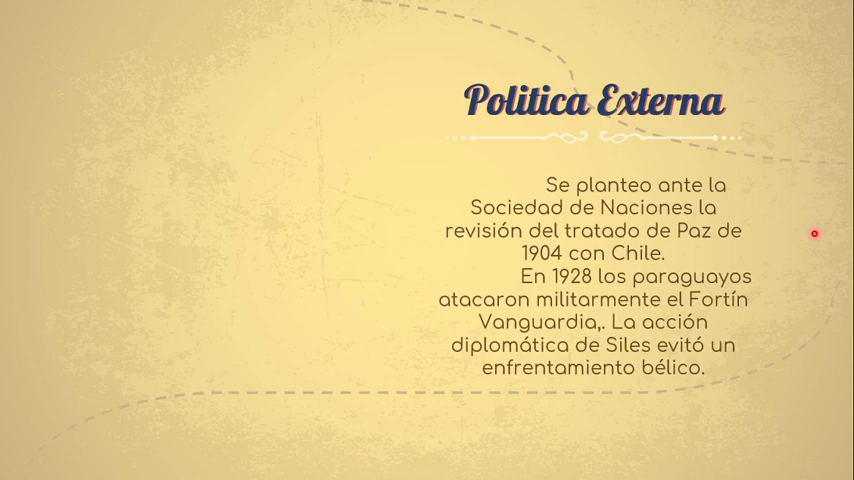 Politica Externa
Se planteo ante la
Sociedad de Naciones la
revisión del tratado de Paz de
1904 con Chile.
En 1928 los paraguayos
atacaron militarmente el Fortín
Vanguardia,. La acción
diplomática de Siles evitó un
enfrentamiento bélico.